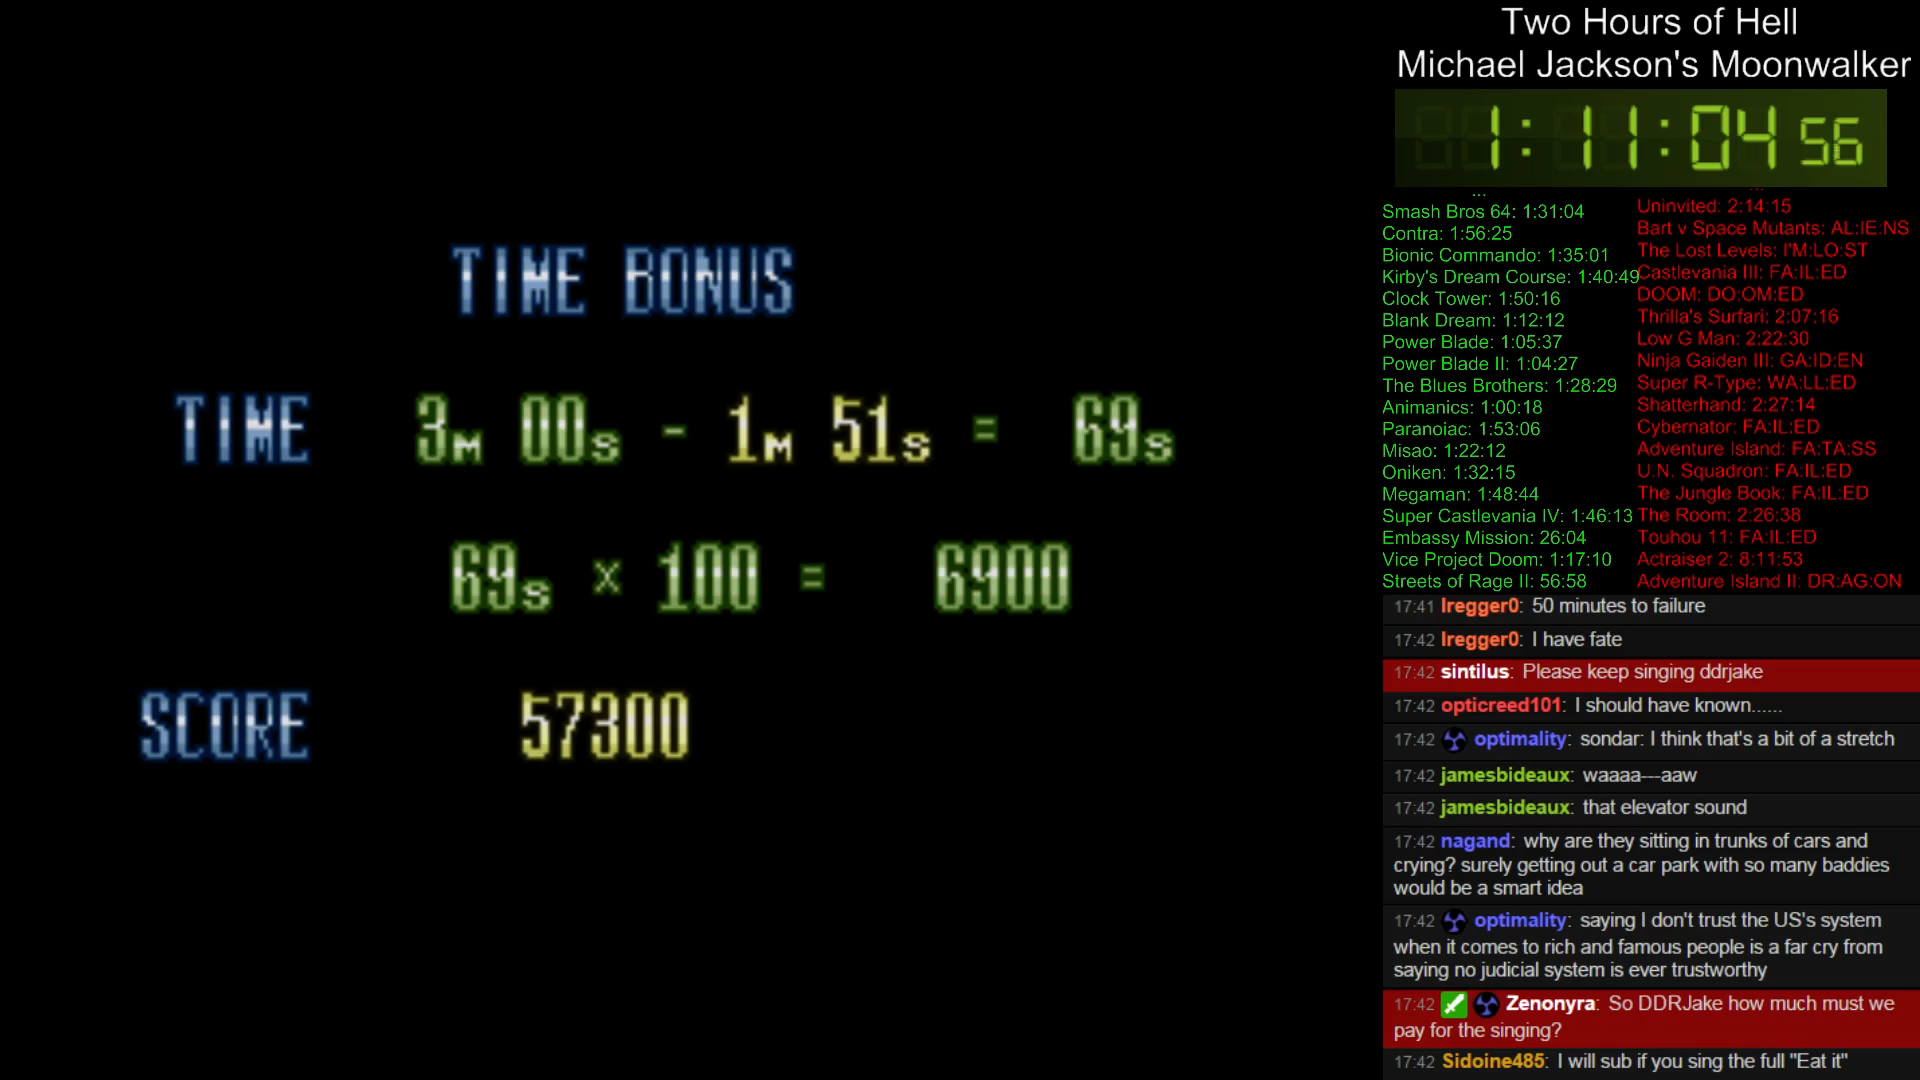 TIME BONUS
TIME 3M 00S - 1M 51S = 69S
69S × 100 = 6900
SCORE 57300
Two Hours of Hell
Michael Jackson's Moonwalker
1:11:04 56
...
Smash Bros 64: 1:31:04
Contra: 1:56:25
Bionic Commando: 1:35:01
Kirby's Dream Course: 1:40:49
Clock Tower: 1:50:16
Blank Dream: 1:12:12
Power Blade: 1:05:37
Power Blade II: 1:04:27
The Blues Brothers: 1:28:29
Animanics: 1:00:18
Paranoiac: 1:53:06
Misao: 1:22:12
Oniken: 1:32:15
Megaman: 1:48:44
Super Castlevania IV: 1:46:13
Embassy Mission: 26:04
Vice Project Doom: 1:17:10
Streets of Rage II: 56:58
...
Uninvited: 2:14:15
Bart v Space Mutants: AL:IE:NS
The Lost Levels: I'M:LO:ST
Castlevania III: FA:IL:ED
DOOM: DO:OM:ED
Thrilla's Surfari: 2:07:16
Low G Man: 2:22:30
Ninja Gaiden III: GA:ID:EN
Super R-Type: WA:LL:ED
Shatterhand: 2:27:14
Cybernator: FA:IL:ED
Adventure Island: FA:TA:SS
U.N. Squadron: FA:IL:ED
The Jungle Book: FA:IL:ED
The Room: 2:26:38
Touhou 11: FA:IL:ED
Actraiser 2: 8:11:53
Adventure Island II: DR:AG:ON
17:41 Iregger0: 50 minutes to failure
17:42 Iregger0: I have fate
17:42 sintilus: Please keep singing ddrjake
17:42 opticreed101: I should have known......
17:42 optimality: sondar: I think that's a bit of a stretch
17:42 jamesbideaux: waaaa---aaw
17:42 jamesbideaux: that elevator sound
17:42 nagand: why are they sitting in trunks of cars and
crying? surely getting out a car park with so many baddies
would be a smart idea
17:42 optimality: saying I don't trust the US's system
when it comes to rich and famous people is a far cry from
saying no judicial system is ever trustworthy
17:42 Zenonyra: So DDRJake how much must we
pay for the singing?
17:42 Sidoine485: I will sub if you sing the full "Eat it"